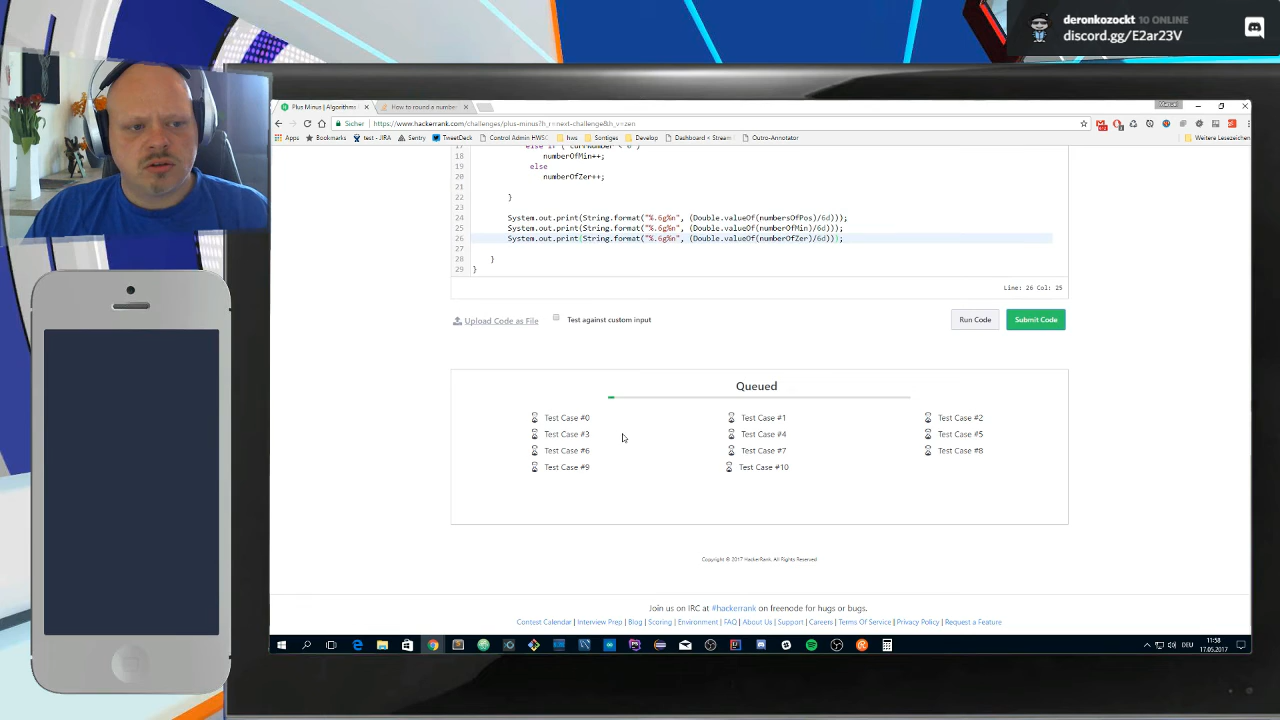 deronkozockt 10 ONLINE
discord.gg/E2ar23V
Plus Minus | Algorithms
How to round a number
Sicher
https://www.hackerrank.com/challenges/plus-minus?h_r=next-challenge&h_v=zen
Apps
Bookmarks
test - JIRA
Sentry
TweetDeck
Control Admin HWSC
hws
Sontiges
Develop
Dashboard « Stream
Outro-Annotator
Weitere Lesezeichen
18 numberOfMin++;
19 else
20 numberOfZer++;
21
22 }
23
24 System.out.print(String.format("%.6g%n", (Double.valueOf(numbersOfPos)/6d)));
25 System.out.print(String.format("%.6g%n", (Double.valueOf(numberOfMin)/6d)));
26 System.out.print(String.format("%.6g%n", (Double.valueOf(numberOfZer)/6d)));
27
28 }
29 }
Line: 26 Col: 25
Upload Code as File
Test against custom input
Run Code
Submit Code
Queued
Test Case #0
Test Case #1
Test Case #2
Test Case #3
Test Case #4
Test Case #5
Test Case #6
Test Case #7
Test Case #8
Test Case #9
Test Case #10
Copyright © 2017 HackerRank. All Rights Reserved
Join us on IRC at #hackerrank on freenode for hugs or bugs.
Contest Calendar | Interview Prep | Blog | Scoring | Environment | FAQ | About Us | Support | Careers | Terms Of Service | Privacy Policy | Request a Feature
DEU
11:58
17.05.2017